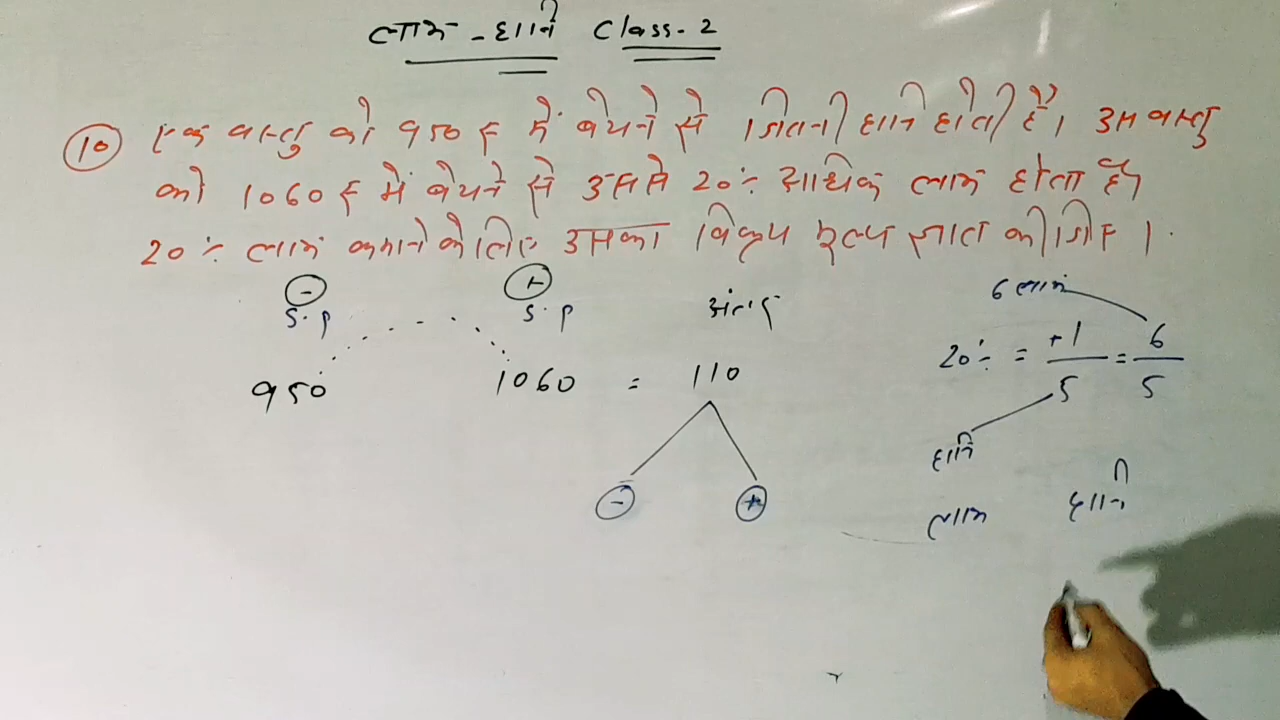 लाभ - हानि Class- 2
10 एक वस्तु को 950 रु में बेचने से जितनी हानि होती है। उस वस्तु
को 1060 रु में बेचने से उससे 20% अधिक लाभ होता है।
20% लाभ कमाने के लिए उसका विक्रय मूल्य ज्ञात कीजिए।
- +
S.P S.P अंतर 6 लाभ
950 1060 = 110 20% = +1/5 = 6/5
हानि
- +
लाभ हानि